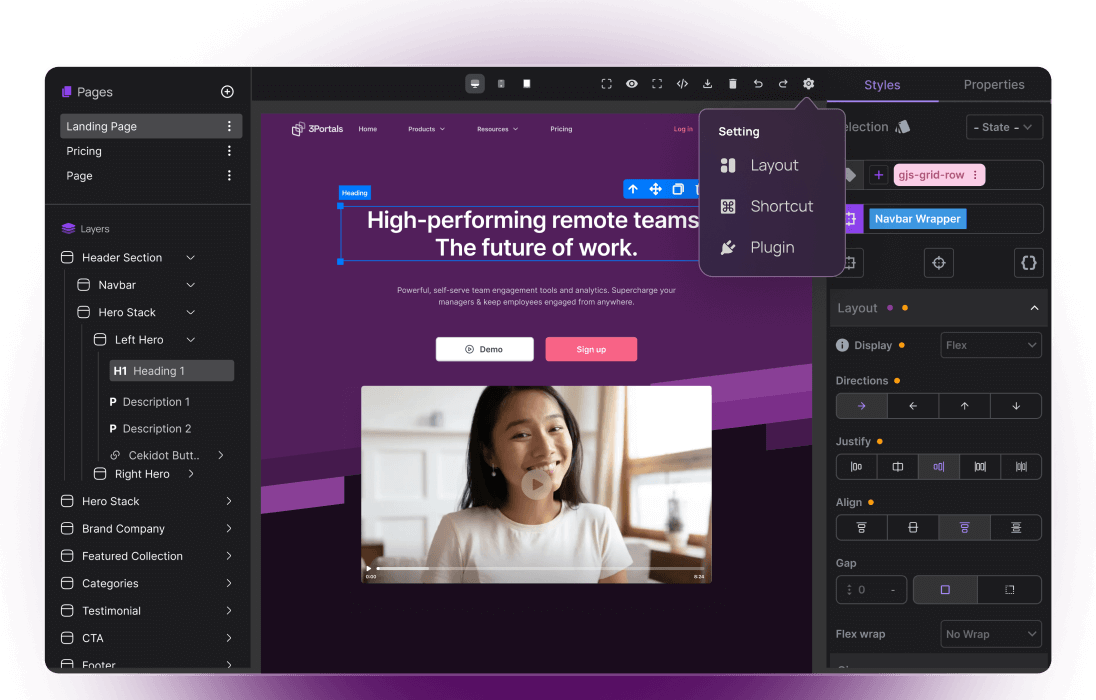 Pages
Landing Page
Pricing
Page
Layers
Header Section
Navbar
Hero Stack
Left Hero
H1 Heading 1
P Description 1
P Description 2
Cekidot Butt..
Right Hero
Hero Stack
Brand Company
Featured Collection
Categories
Testimonial
CTA
Footer
3Portals
Home
Products
Resources
Pricing
Log in
Heading
High-performing remote teams
The future of work.
Powerful, self-serve team engagement tools and analytics. Supercharge your
managers & keep employees engaged from anywhere.
Demo
Sign up
0:00
Setting
Layout
Shortcut
Plugin
Styles
Properties
- State -
gjs-grid-row
Navbar Wrapper
{}
Layout
Display
Flex
Directions
Justify
Align
Gap
0
-
Flex wrap
No Wrap